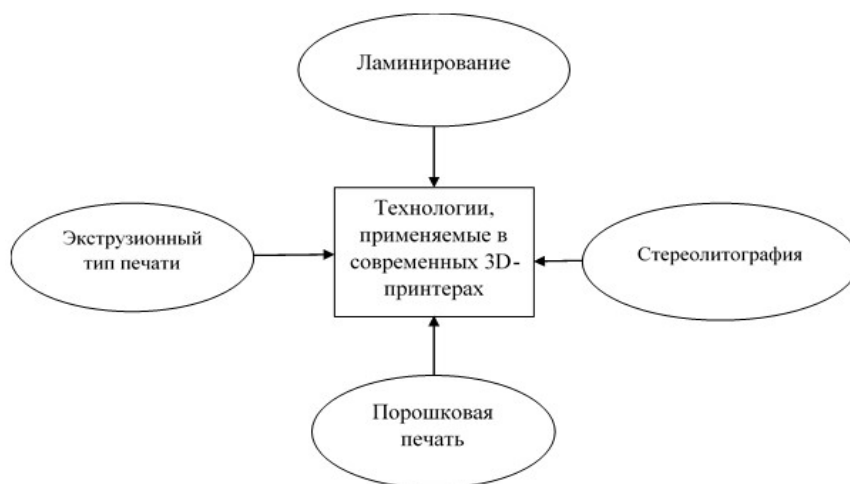 Ламинирование
Экструзионный
тип печати
Технологии,
применяемые в
современных 3D-
принтерах
Стереолитография
Порошковая
печать